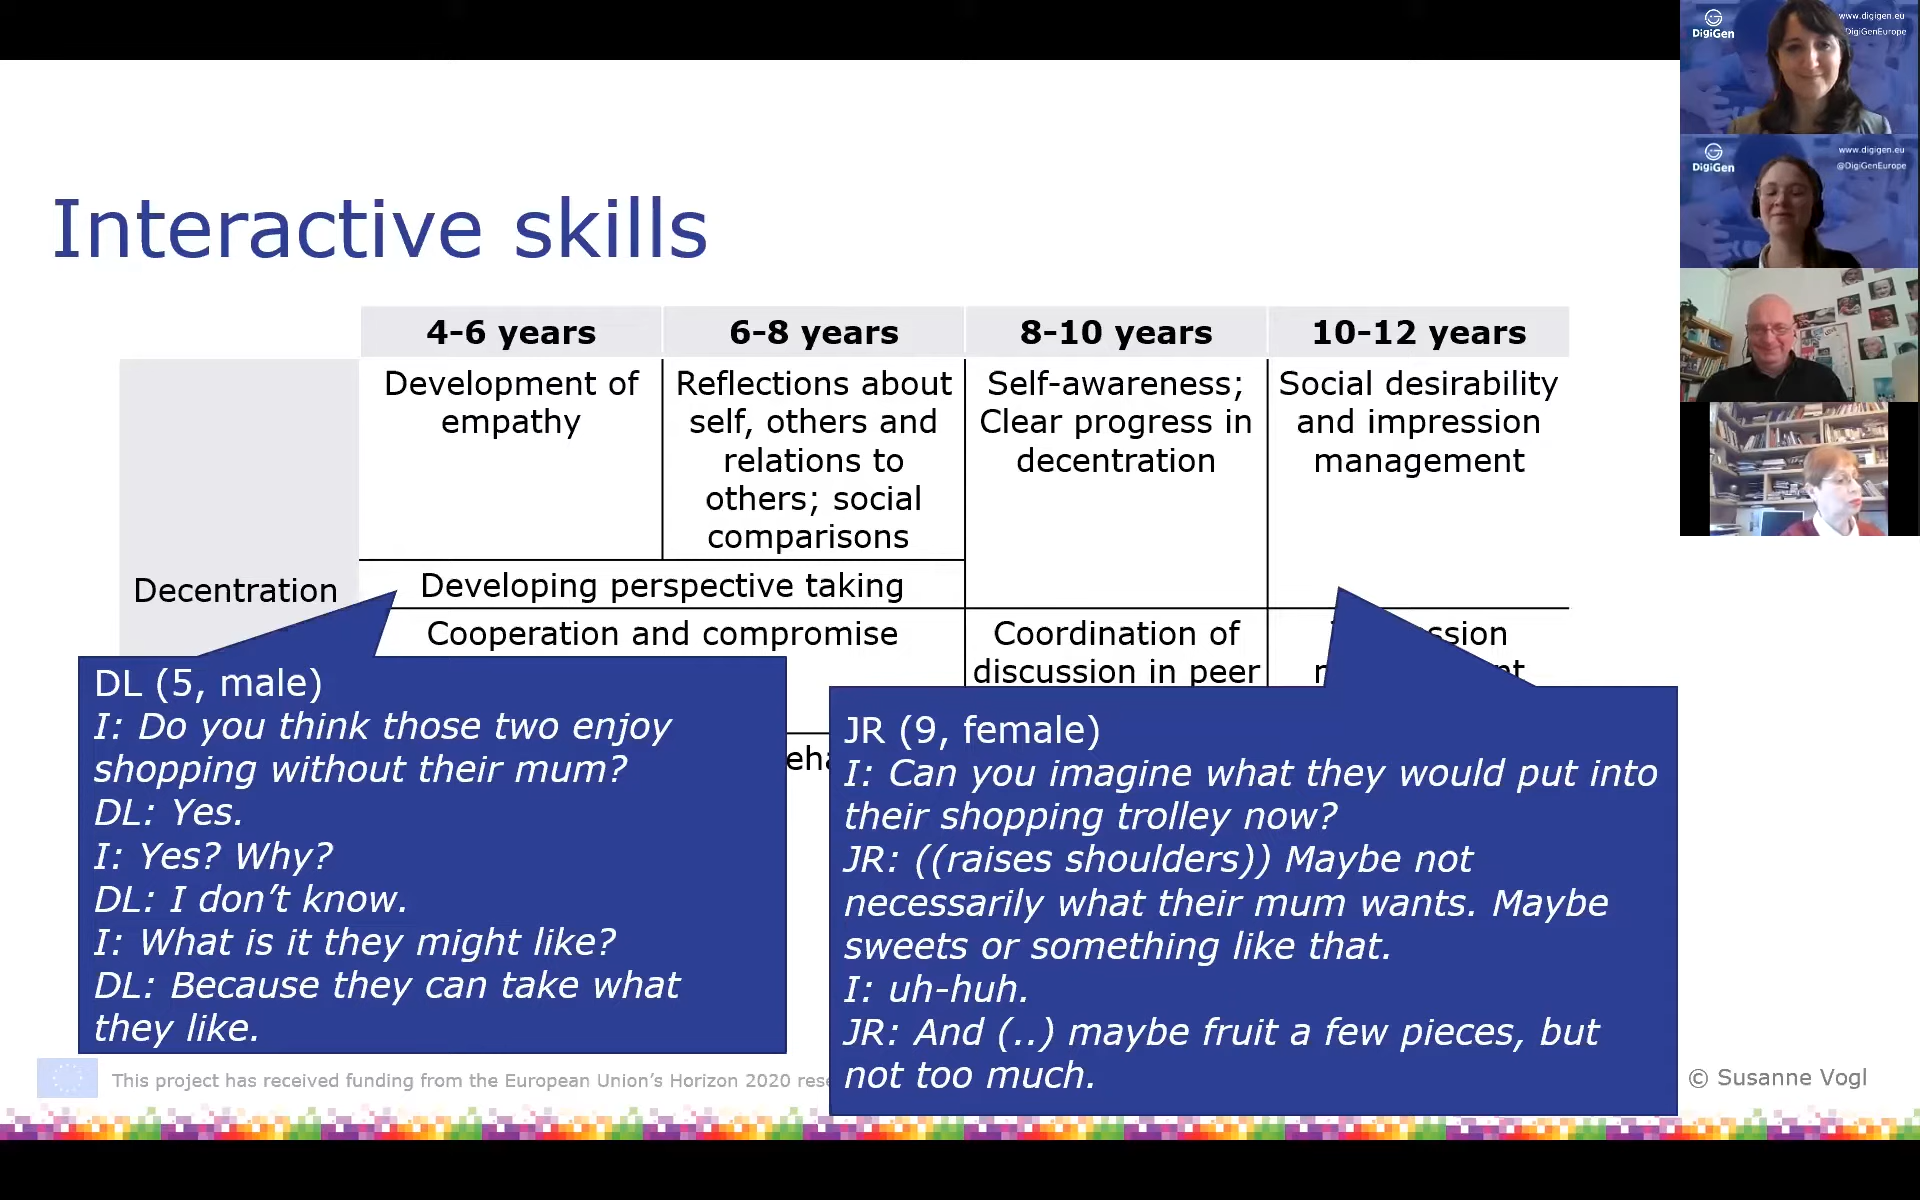 www.digigen.eu
DigiGen
DigiGenEurope
www.digigen.eu
DigiGen
@DigiGenEurope
Interactive skills
4-6 years
6-8 years
8-10 years
10-12 years
Decentration
Development of
empathy
Reflections about
self, others and
relations to
others; social
comparisons
Self-awareness;
Clear progress in
decentration
Social desirability
and impression
management
Developing perspective taking
Cooperation and compromise
Coordination of
discussion in peer
DL (5, male)
I: Do you think those two enjoy
shopping without their mum?
DL: Yes.
I: Yes? Why?
DL: I don’t know.
I: What is it they might like?
DL: Because they can take what
they like.
JR (9, female)
I: Can you imagine what they would put into
their shopping trolley now?
JR: ((raises shoulders)) Maybe not
necessarily what their mum wants. Maybe
sweets or something like that.
I: uh-huh.
JR: And (..) maybe fruit a few pieces, but
not too much.
This project has received funding from the European Union’s Horizon 2020
© Susanne Vogl